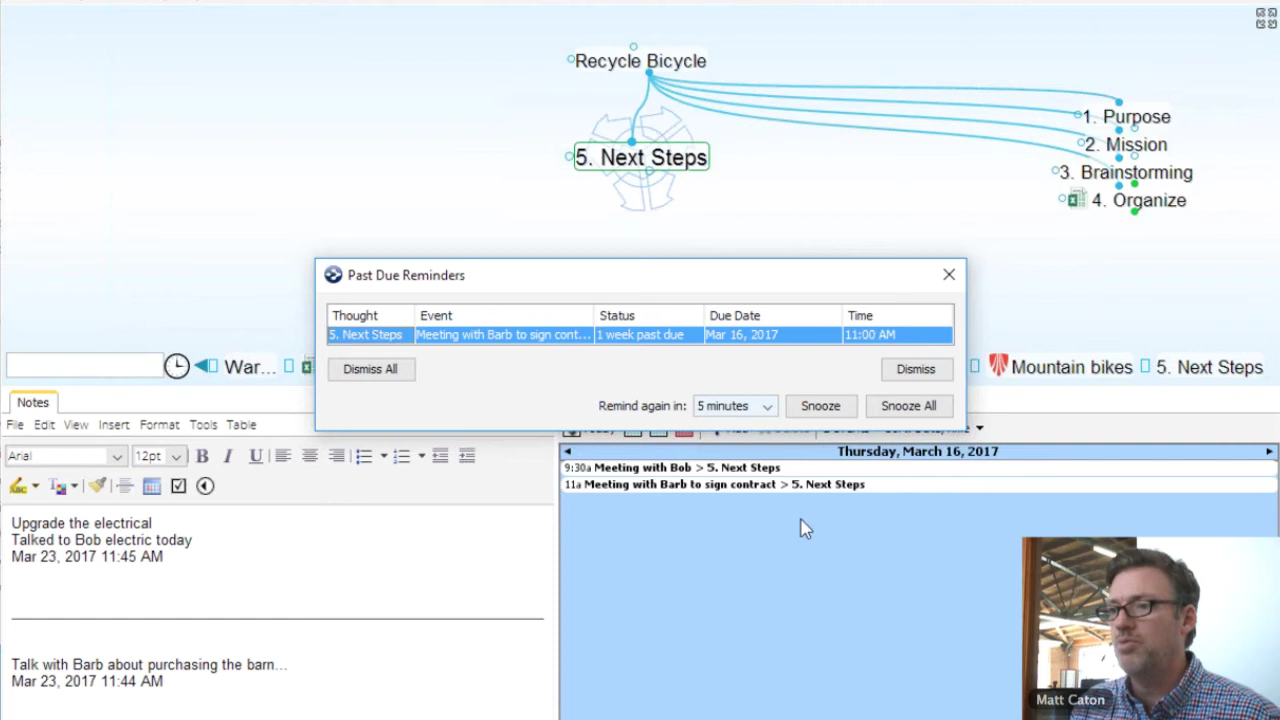 Recycle Bicycle
1. Purpose
2. Mission
5. Next Steps
3. Brainstorming
4. Organize
Past Due Reminders
Thought Event Status Due Date Time
5. Next Steps Meeting with Barb to sign cont... 1 week past due Mar 16, 2017 11:00 AM
Dismiss All Dismiss
War... Mountain bikes 5. Next Steps
Remind again in: 5 minutes Snooze Snooze All
Notes
File Edit View Insert Format Tools Table
Arial 12pt B I U
Thursday, March 16, 2017
9:30a Meeting with Bob > 5. Next Steps
11a Meeting with Barb to sign contract > 5. Next Steps
Upgrade the electrical
Talked to Bob electric today
Mar 23, 2017 11:45 AM
Talk with Barb about purchasing the barn...
Mar 23, 2017 11:44 AM
Matt Caton